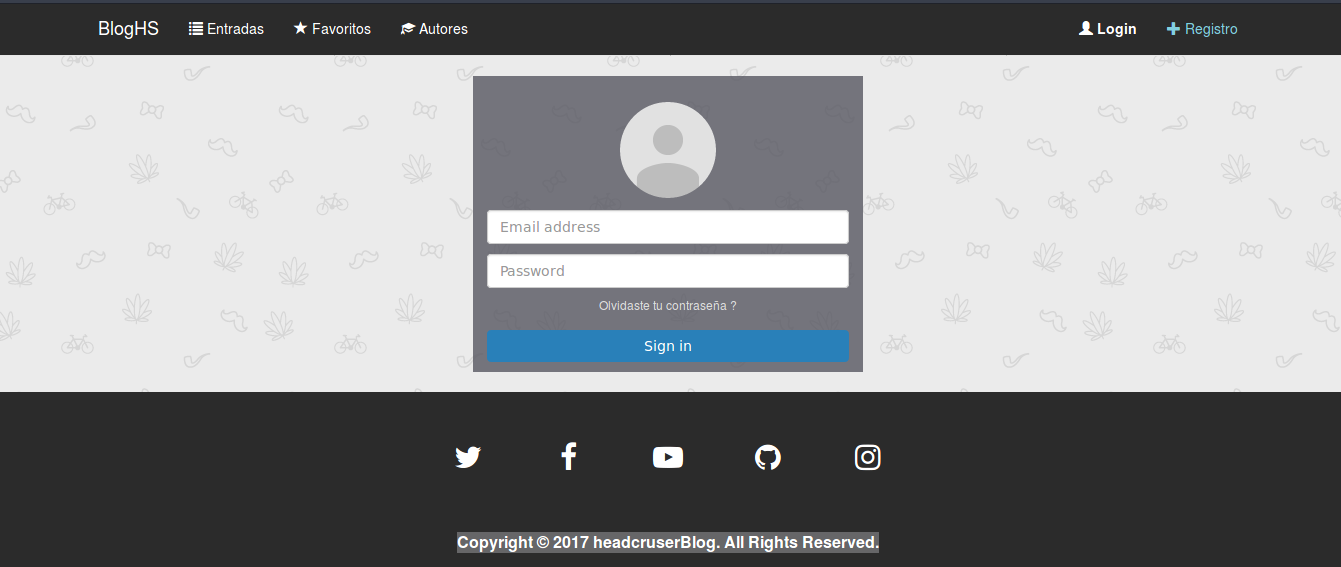 BlogHS Entradas Favoritos Autores Login Registro
Email address
Password
Olvidaste tu contraseña ?
Sign in
Copyright © 2017 headcruserBlog. All Rights Reserved.